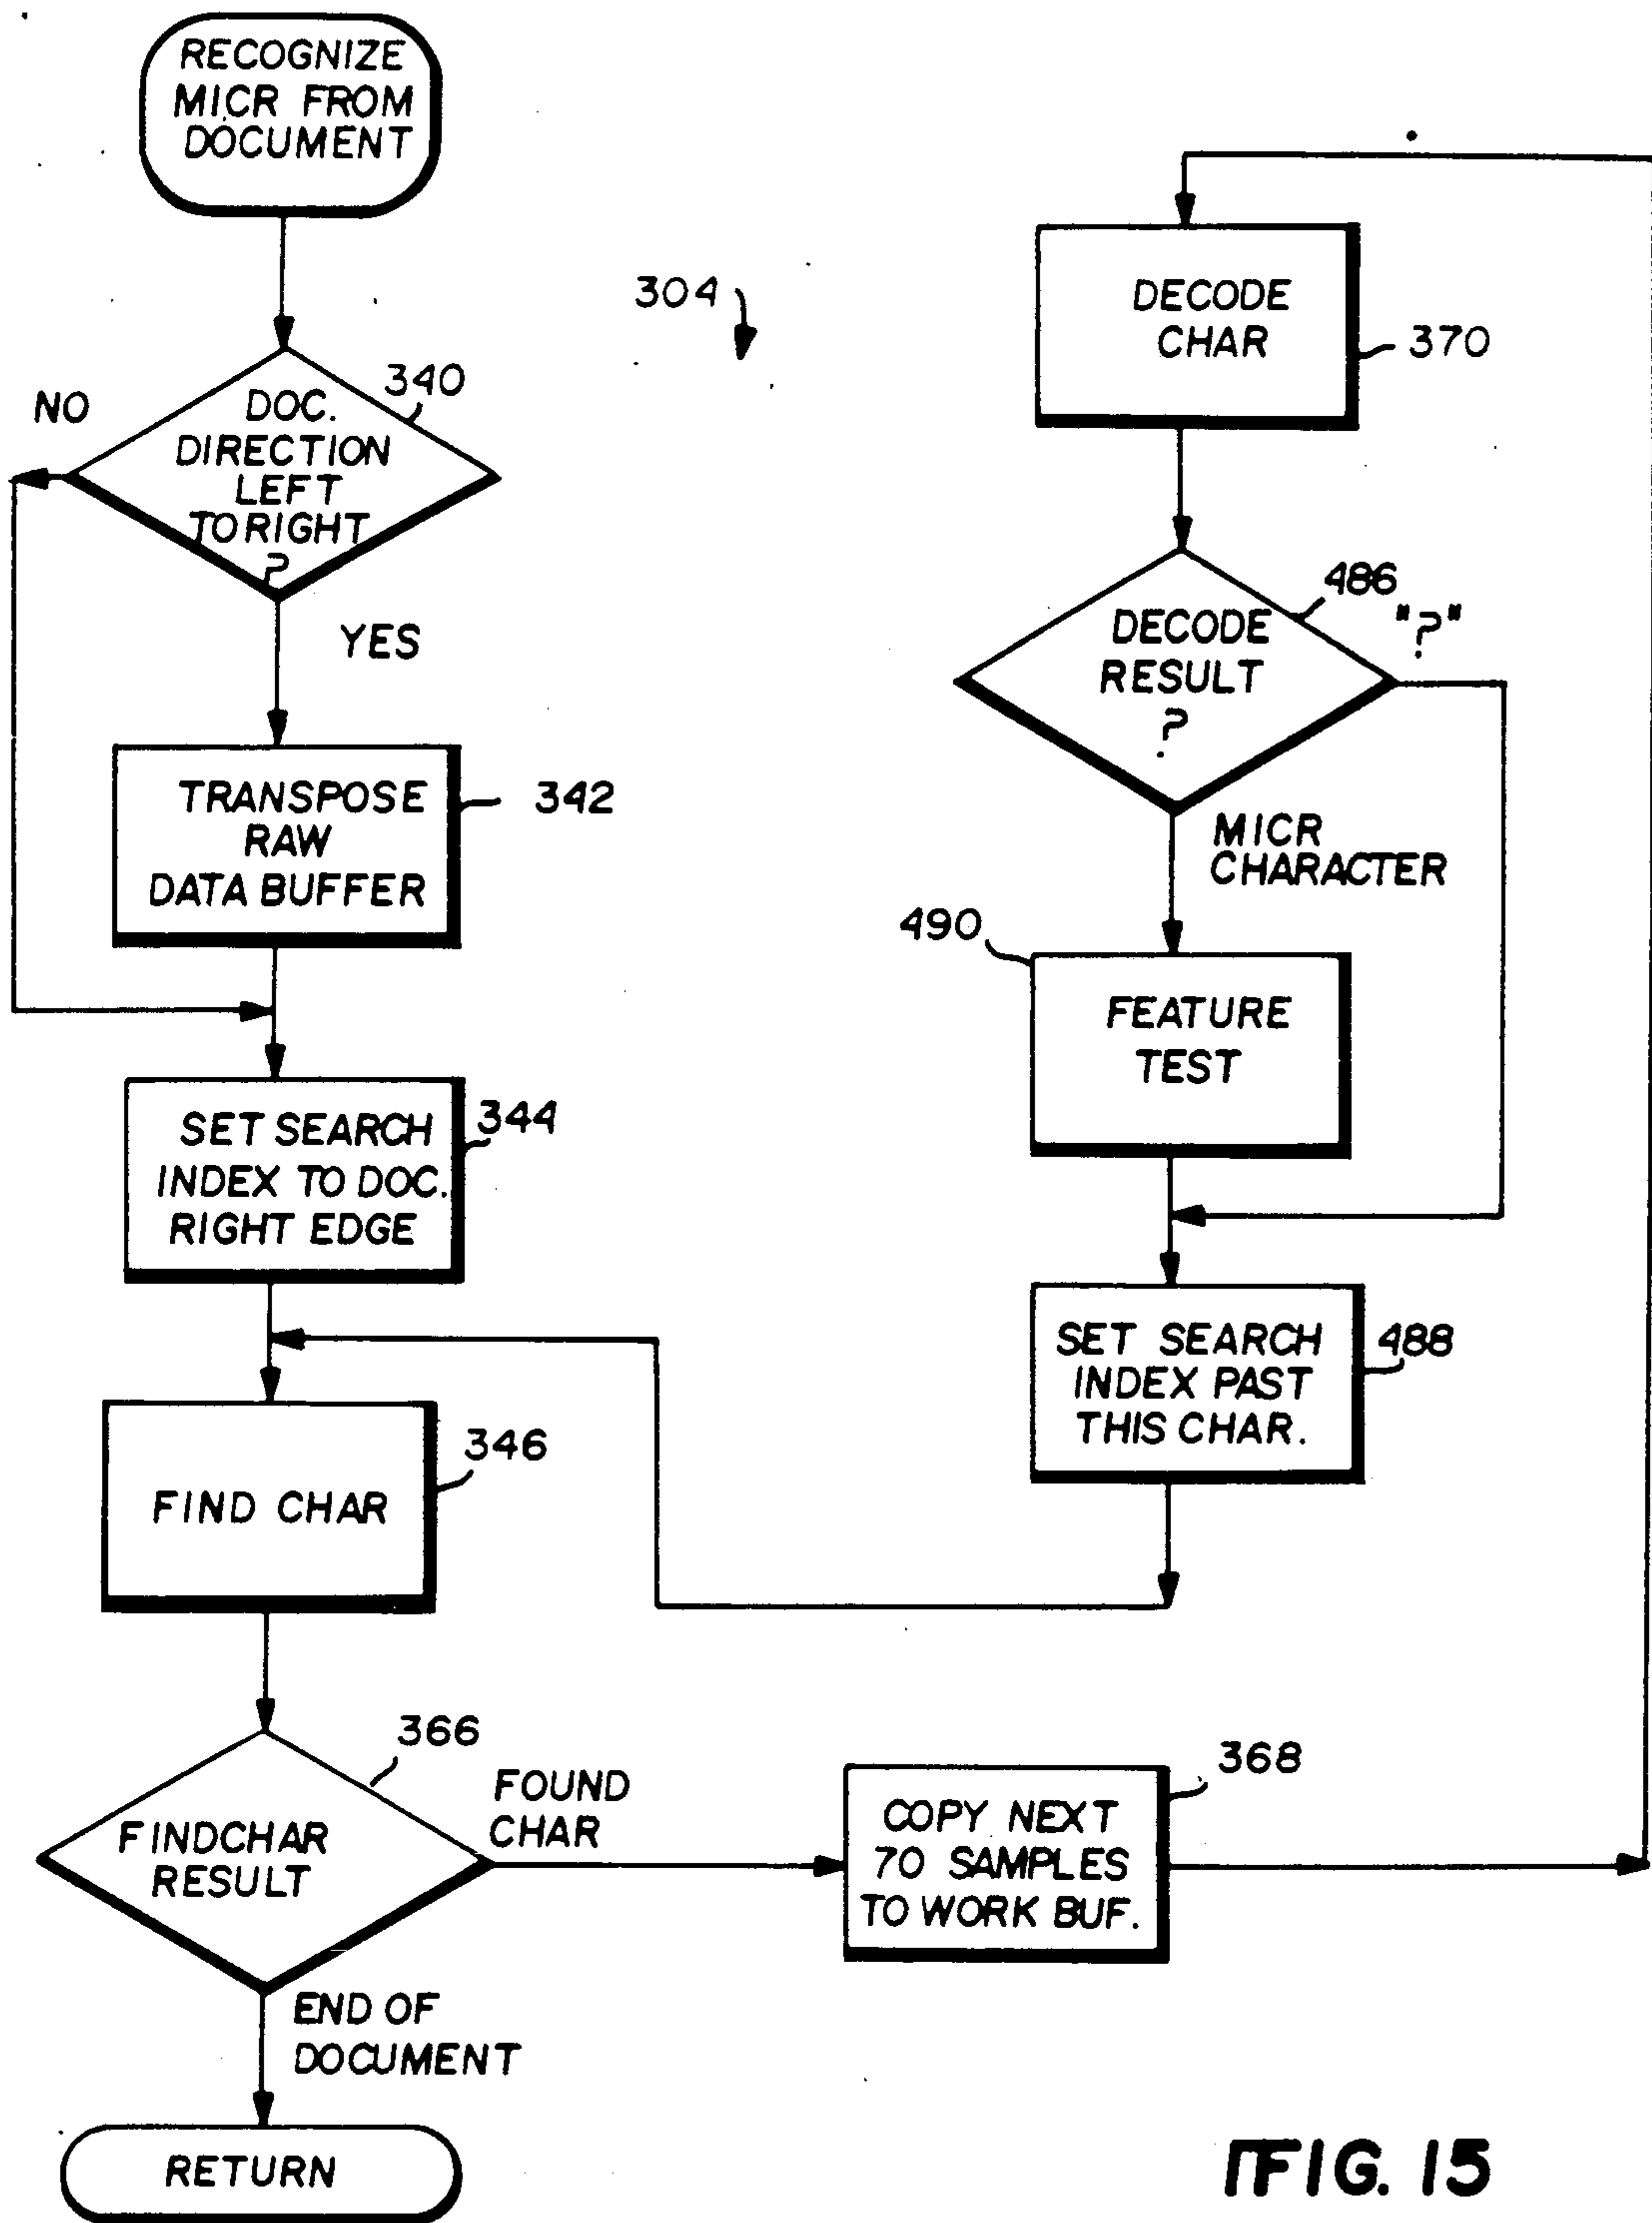 RECOGNIZE
MICR FROM
DOCUMENT
304
340
NO
DOC.
DIRECTION
LEFT
TO RIGHT
?
YES
TRANSPOSE
RAW
DATA BUFFER
342
SET SEARCH
INDEX TO DOC.
RIGHT EDGE
344
FIND CHAR
346
366
FINDCHAR
RESULT
FOUND
CHAR
END OF
DOCUMENT
RETURN
COPY NEXT
70 SAMPLES
TO WORK BUF.
368
DECODE
CHAR
370
486
DECODE
RESULT
?
"?"
MICR
CHARACTER
490
FEATURE
TEST
SET SEARCH
INDEX PAST
THIS CHAR.
488
FIG. 15